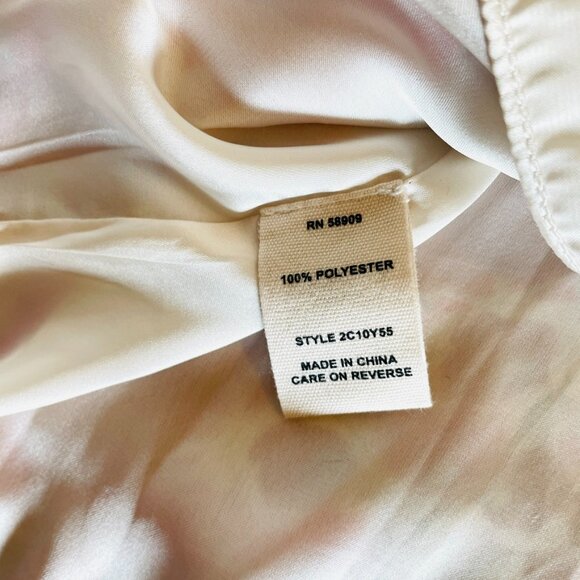 RN 58909
100% POLYESTER
STYLE 2C10Y55
MADE IN CHINA
CARE ON REVERSE